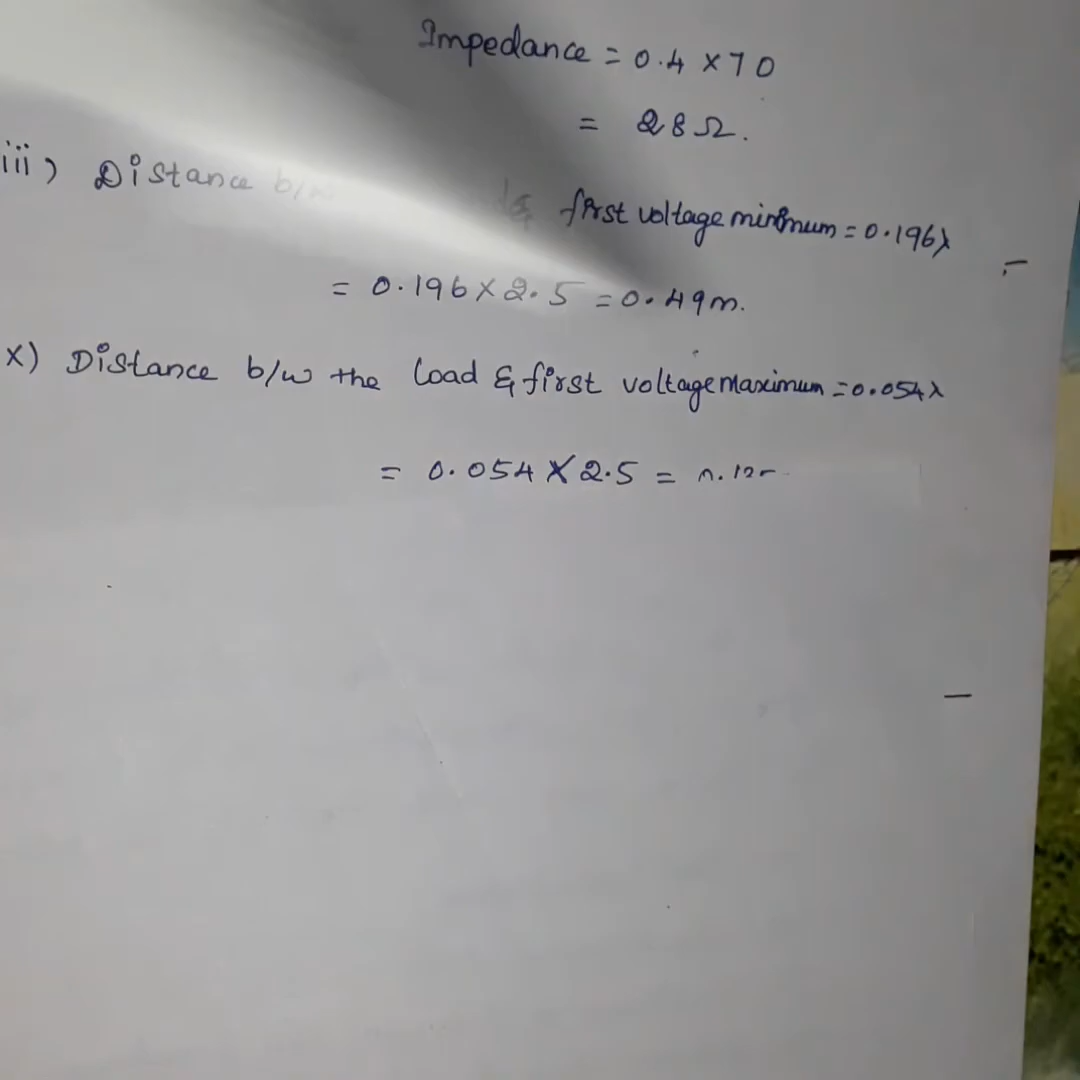 Impedance = 0.4 × 70
= 28Ω.
iii) Distance b/w & first voltage minimum = 0.196λ
= 0.196 × 2.5 = 0.49m.
x) Distance b/w the load & first voltage maximum = 0.054λ
= 0.054 × 2.5 =